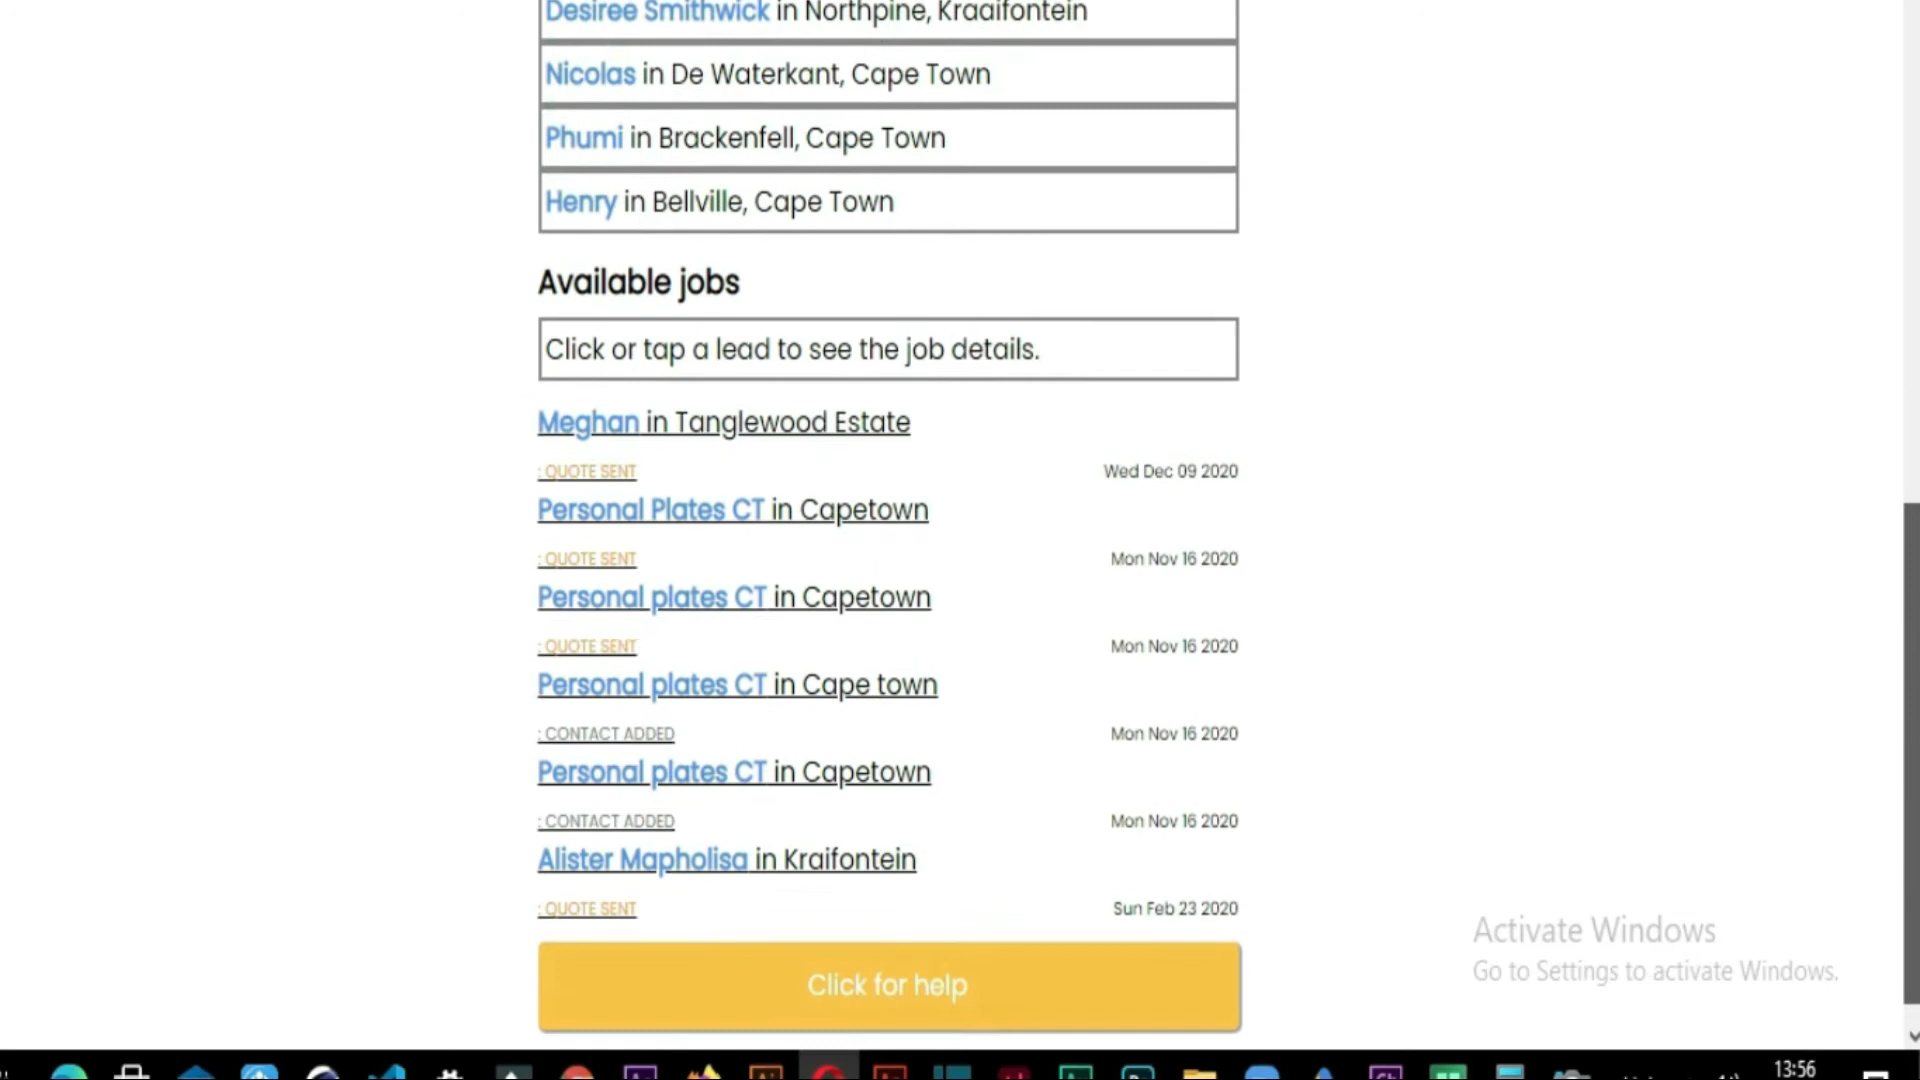 Desiree Smithwick in Northpine, Kraaifontein
Nicolas in De Waterkant, Cape Town
Phumi in Brackenfell, Cape Town
Henry in Bellville, Cape Town
Available jobs
Click or tap a lead to see the job details.
Meghan in Tanglewood Estate
: QUOTE SENT Wed Dec 09 2020
Personal Plates CT in Capetown
: QUOTE SENT Mon Nov 16 2020
Personal plates CT in Capetown
: QUOTE SENT Mon Nov 16 2020
Personal plates CT in Cape town
: CONTACT ADDED Mon Nov 16 2020
Personal plates CT in Capetown
: CONTACT ADDED Mon Nov 16 2020
Alister Mapholisa in Kraifontein
: QUOTE SENT Sun Feb 23 2020
Click for help
Activate Windows
Go to Settings to activate Windows.
13:56